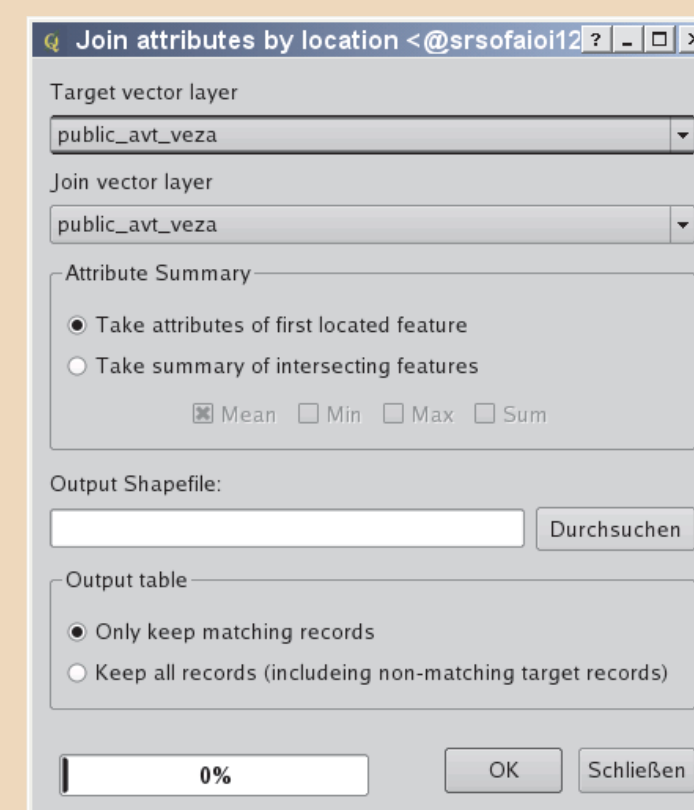 Join attributes by location <@srsofaioi12
Target vector layer
public_avt_veza
Join vector layer
public_avt_veza
Attribute Summary
Take attributes of first located feature
Take summary of intersecting features
Mean Min Max Sum
Output Shapefile:
Durchsuchen
Output table
Only keep matching records
Keep all records (includeing non-matching target records)
0% OK Schließen